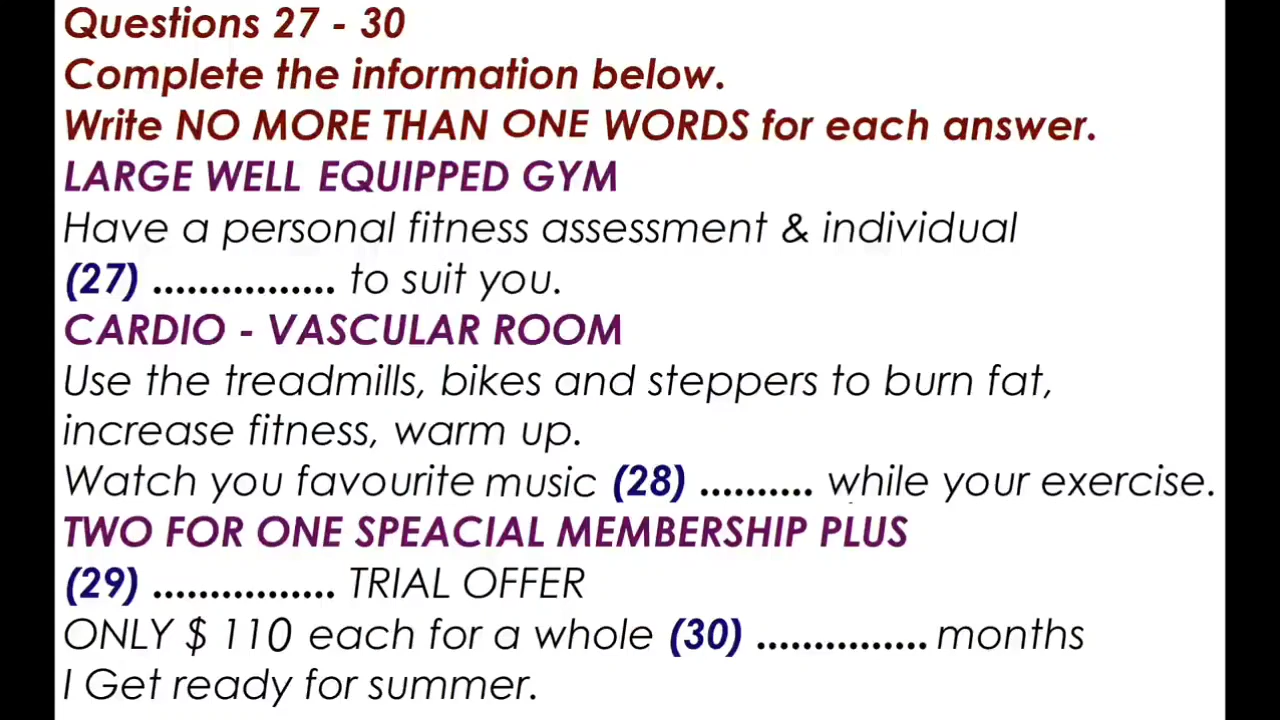 Questions 27 - 30
Complete the information below.
Write NO MORE THAN ONE WORDS for each answer.
LARGE WELL EQUIPPED GYM
Have a personal fitness assessment & individual
(27) ................ to suit you.
CARDIO - VASCULAR ROOM
Use the treadmills, bikes and steppers to burn fat,
increase fitness, warm up.
Watch you favourite music (28) .......... while your exercise.
TWO FOR ONE SPEACIAL MEMBERSHIP PLUS
(29) ................ TRIAL OFFER
ONLY $ 110 each for a whole (30) ............... months
I Get ready for summer.